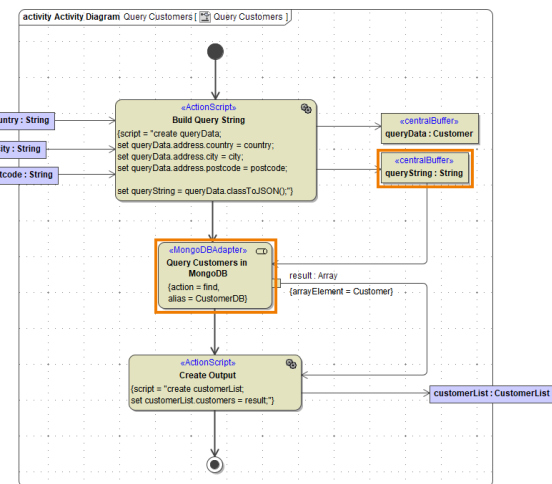 activity Activity Diagram Query Customers [ Query Customers ]
«ActionScript»
Build Query String
{script = "create queryData;
set queryData.address.country = country;
set queryData.address.city = city;
set queryData.address.postcode = postcode;
set queryString = queryData.classToJSON();"}
untry : String
ity : String
tcode : String
«centralBuffer»
queryData : Customer
«centralBuffer»
queryString : String
«MongoDBAdapter»
Query Customers in
MongoDB
{action = find,
alias = CustomerDB}
result : Array
{arrayElement = Customer}
«ActionScript»
Create Output
{script = "create customerList;
set customerList.customers = result;"}
customerList : CustomerList